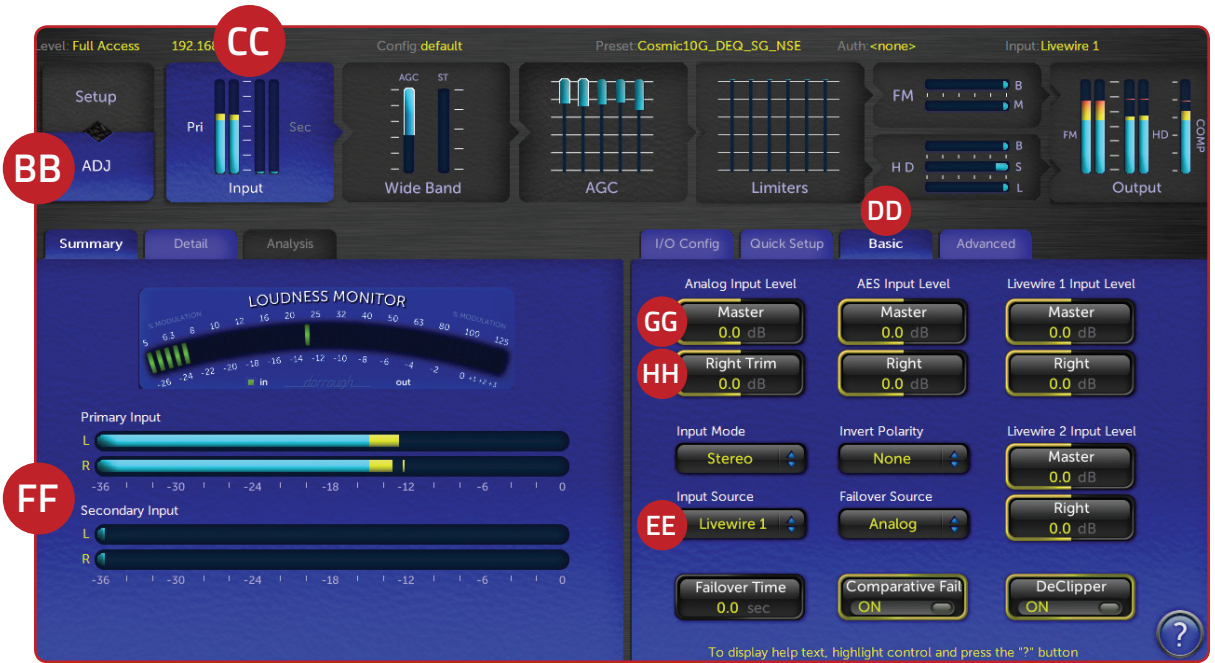 CC
Level: Full Access 192.168 Config:default Preset:Cosmic10G_DEQ_SG_NSE Auth:<none> Input:Livewire 1
Setup
BB
ADJ
Pri Sec
Input
AGC ST
Wide Band
AGC
Limiters
FM B
M
HD B
S
L
FM HD COMP
Output
DD
Summary Detail Analysis
I/O Config Quick Setup Basic Advanced
LOUDNESS MONITOR
% MODULATION % MODULATION
5 6.3 8 10 12 16 20 25 32 40 50 63 80 100 125
-26 -24 -22 -20 -18 -16 -14 -12 -10 -8 -6 -4 -2 0 +1 +2 +3
in dorrough out
Primary Input
L
R
-36 -30 -24 -18 -12 -6 0
FF
Secondary Input
L
R
-36 -30 -24 -18 -12 -6 0
Analog Input Level AES Input Level Livewire 1 Input Level
GG
Master Master Master
0.0 dB 0.0 dB 0.0 dB
HH
Right Trim Right Right
0.0 dB 0.0 dB 0.0 dB
Input Mode Invert Polarity Livewire 2 Input Level
Stereo None Master
0.0 dB
Input Source Failover Source Right
0.0 dB
EE
Livewire 1 Analog
Failover Time Comparative Fail DeClipper
0.0 sec ON ON
?
To display help text, highlight control and press the "?" button